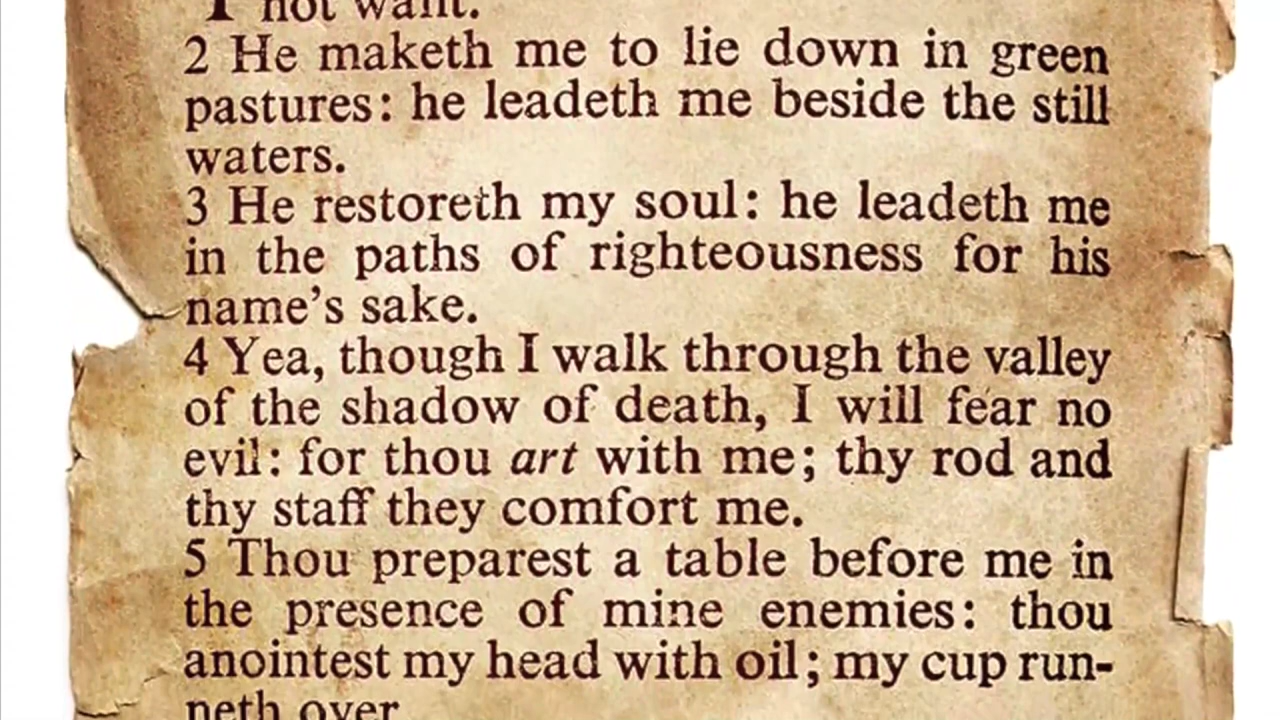 I not want.
2 He maketh me to lie down in green
pastures: he leadeth me beside the still
waters.
3 He restoreth my soul: he leadeth me
in the paths of righteousness for his
name's sake.
4 Yea, though I walk through the valley
of the shadow of death, I will fear no
evil: for thou art with me; thy rod and
thy staff they comfort me.
5 Thou preparest a table before me in
the presence of mine enemies: thou
anointest my head with oil; my cup run-
neth over